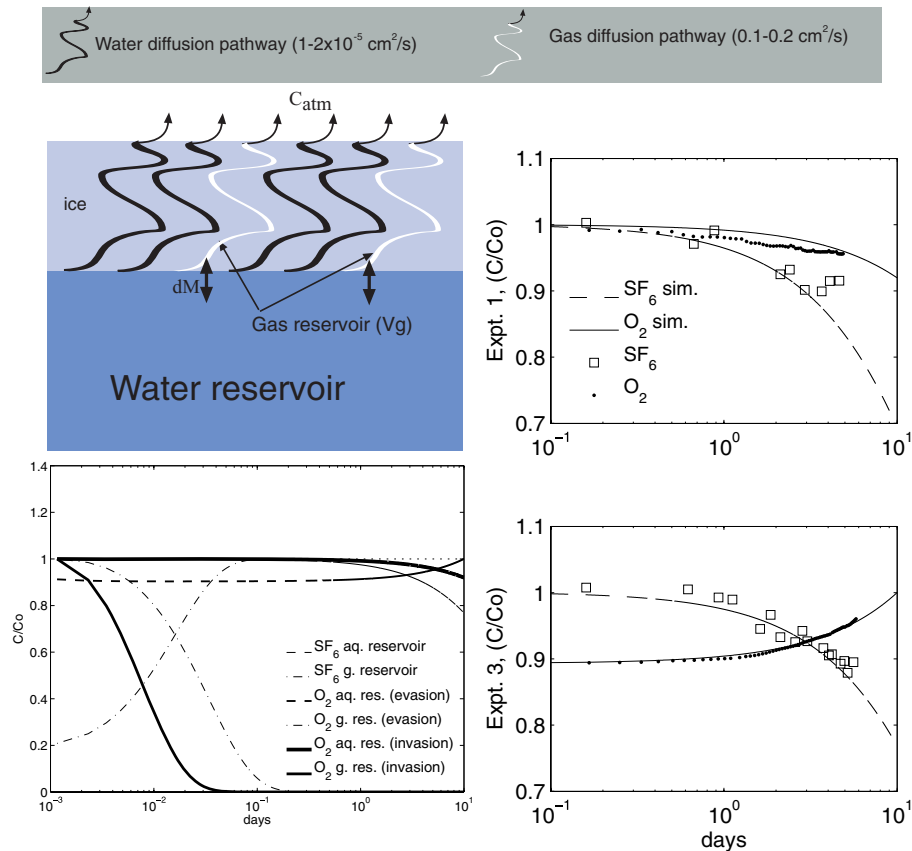 Water diffusion pathway (1-2x10-5 cm2/s)
Gas diffusion pathway (0.1-0.2 cm2/s)
Catm
ice
dM
Gas reservoir (Vg)
Water reservoir
1.1
1
0.9
0.8
0.7
Expt. 1, (C/Co)
SF6 sim.
O2 sim.
SF6
O2
10-1
100
101
days
1.4
1.2
1
0.8
0.6
0.4
0.2
0
C/Co
SF6 aq. reservoir
SF6 g. reservoir
O2 aq. res. (evasion)
O2 g. res. (evasion)
O2 aq. res. (invasion)
O2 g. res. (invasion)
10-3
10-2
10-1
100
101
days
1.1
1
0.9
0.8
0.7
Expt. 3, (C/Co)
10-1
100
101
days